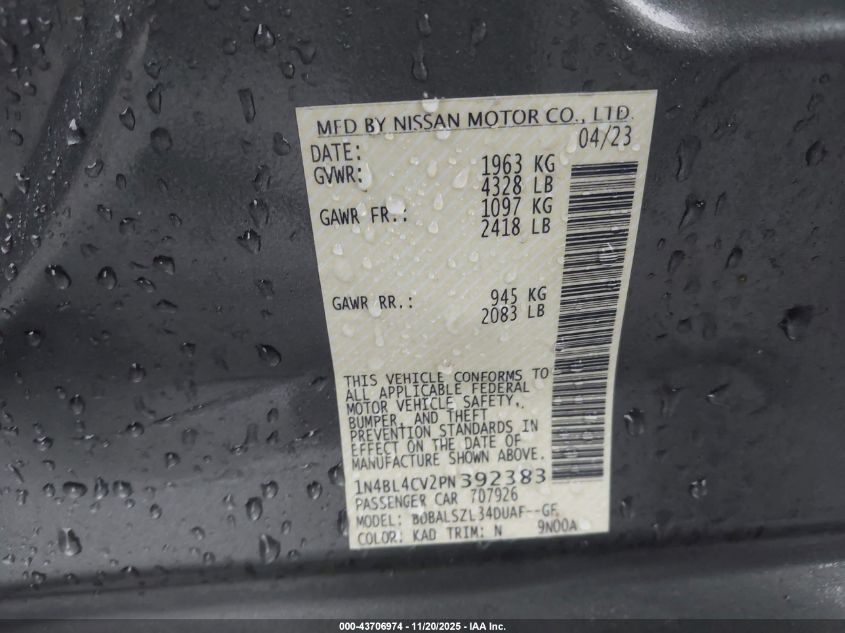 MFD BY NISSAN MOTOR CO., LTD.
DATE: 04/23
GVWR: 1963 KG
4328 LB
GAWR FR.: 1097 KG
2418 LB
GAWR RR.: 945 KG
2083 LB
THIS VEHICLE CONFORMS TO
ALL APPLICABLE FEDERAL
MOTOR VEHICLE SAFETY,
BUMPER, AND THEFT
PREVENTION STANDARDS IN
EFFECT ON THE DATE OF
MANUFACTURE SHOWN ABOVE.
1N4BL4CV2PN392383
PASSENGER CAR 707926
MODEL: BDBALSZL34DUAF--GF
COLOR: KAD TRIM: N 9N00A
000-43706974 - 11/20/2025 - IAA Inc.